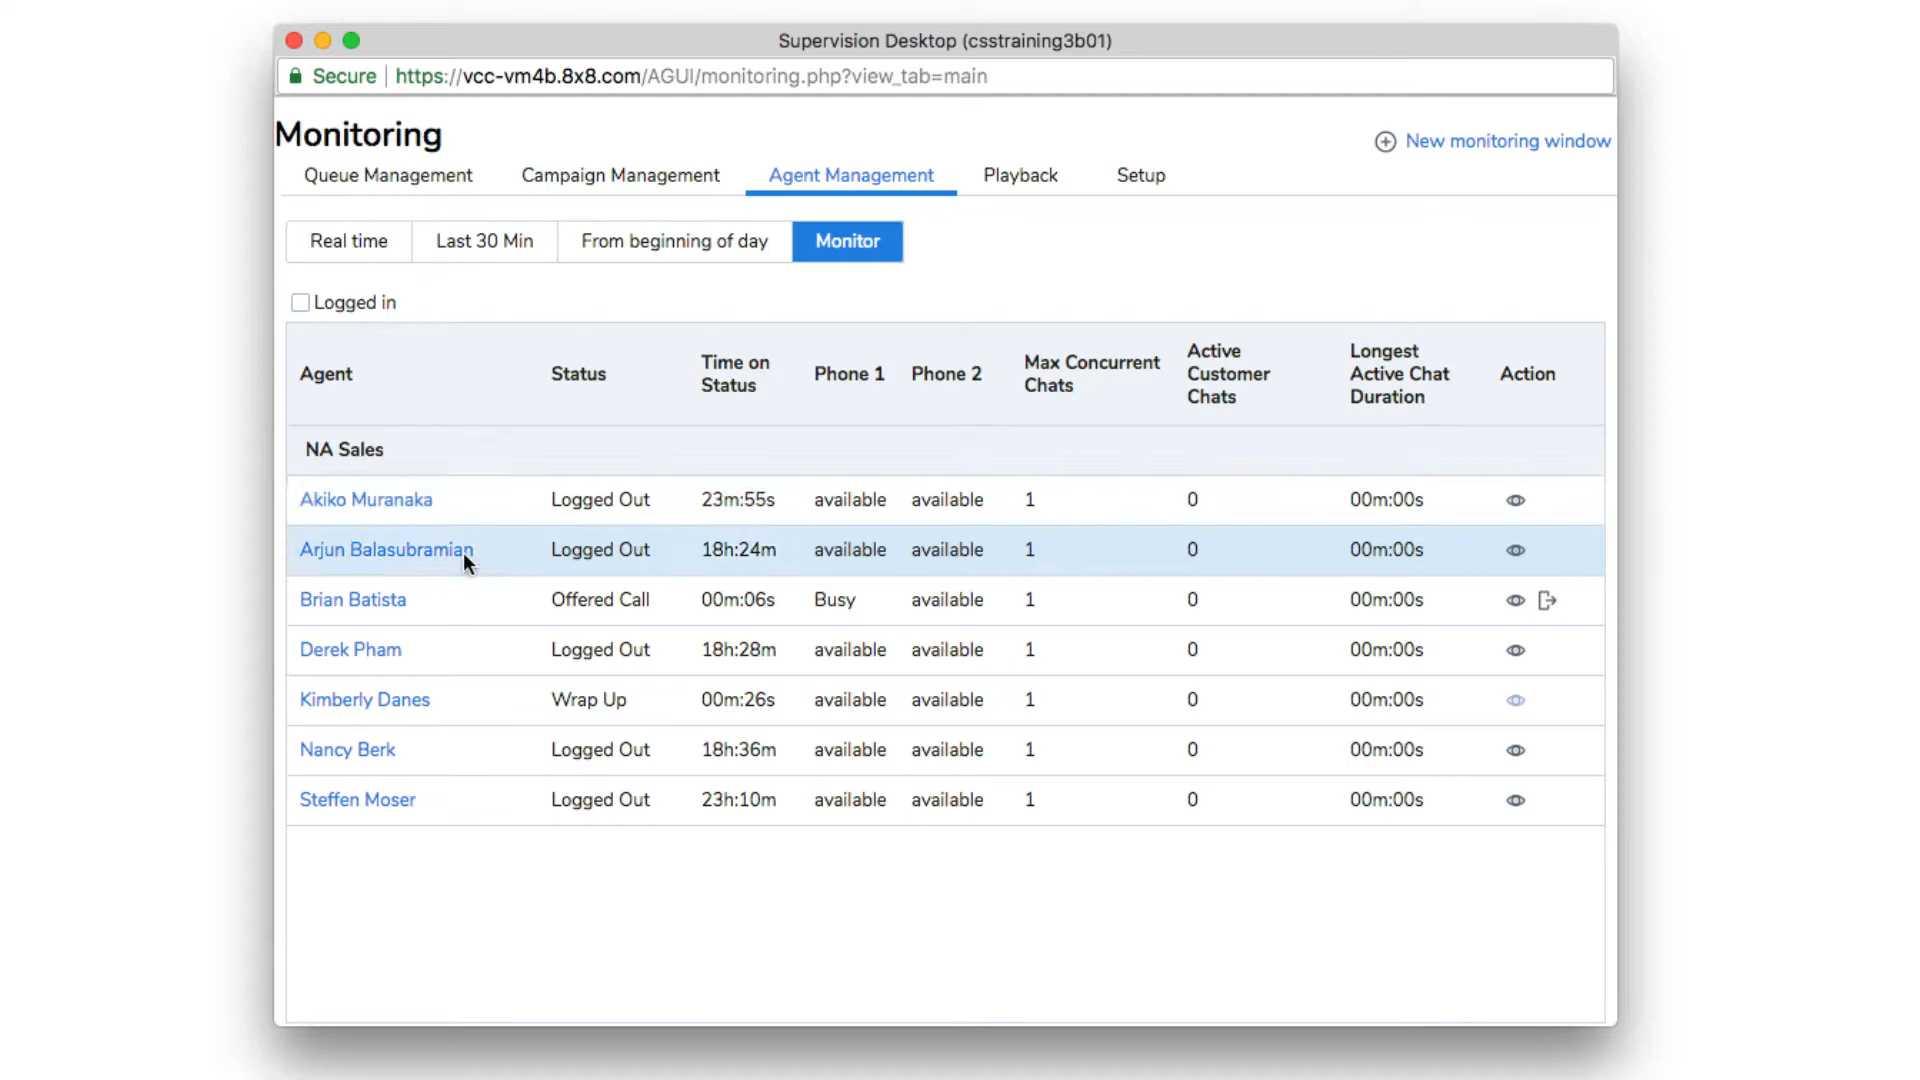 Supervision Desktop (csstraining3b01)
Secure https://vcc-vm4b.8x8.com/AGUI/monitoring.php?view_tab=main
Monitoring
New monitoring window
Queue Management Campaign Management Agent Management Playback Setup
Real time Last 30 Min From beginning of day Monitor
Logged in
Agent Status Time on Status Phone 1 Phone 2 Max Concurrent Chats Active Customer Chats Longest Active Chat Duration Action
NA Sales
Akiko Muranaka Logged Out 23m:55s available available 1 0 00m:00s
Arjun Balasubramian Logged Out 18h:24m available available 1 0 00m:00s
Brian Batista Offered Call 00m:06s Busy available 1 0 00m:00s
Derek Pham Logged Out 18h:28m available available 1 0 00m:00s
Kimberly Danes Wrap Up 00m:26s available available 1 0 00m:00s
Nancy Berk Logged Out 18h:36m available available 1 0 00m:00s
Steffen Moser Logged Out 23h:10m available available 1 0 00m:00s